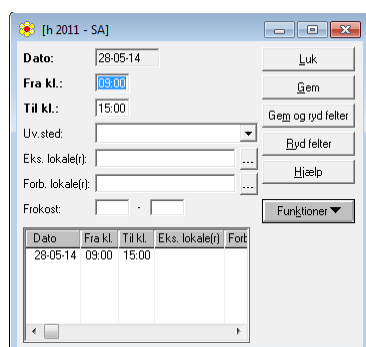 [h 2011 - SA]
Dato: 28-05-14
Luk
Fra kl.: 09:00
Gem
Til kl.: 15:00
Gem og ryd felter
Uv.sted:
Ryd felter
Eks. lokale(r):
...
Hjælp
Forb. lokale(r):
...
Frokost: -
Funktioner
Dato Fra kl. Til kl. Eks. lokale(r) Forb
28-05-14 09:00 15:00